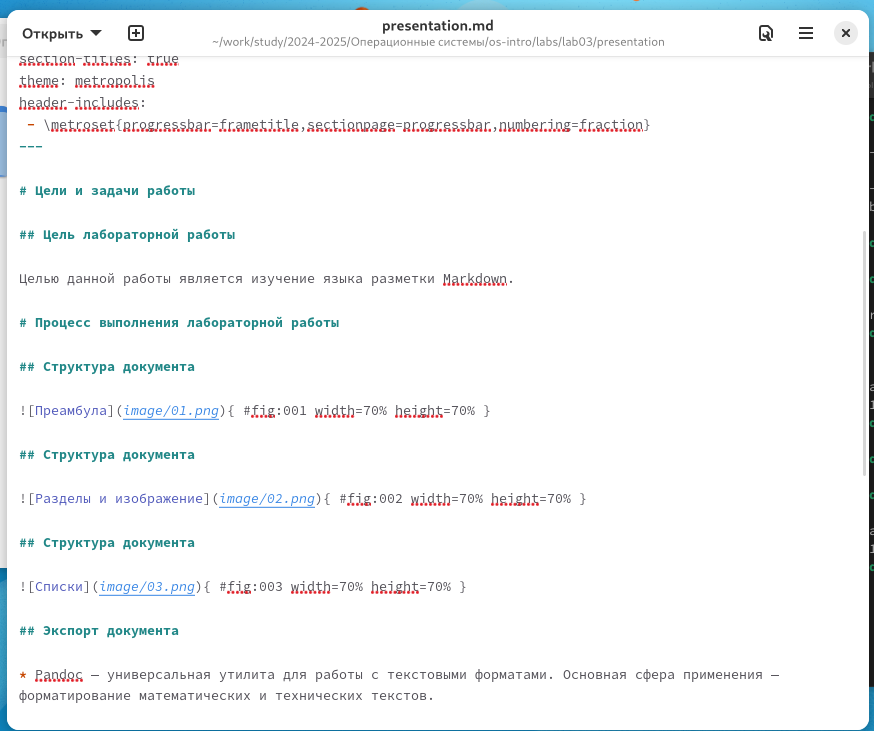 Открыть
presentation.md
~/work/study/2024-2025/Операционные системы/os-intro/labs/lab03/presentation
section-titles: true
theme: metropolis
header-includes:
 - \metroset{progressbar=frametitle,sectionpage=progressbar,numbering=fraction}
---
# Цели и задачи работы
## Цель лабораторной работы
Целью данной работы является изучение языка разметки Markdown.
# Процесс выполнения лабораторной работы
## Структура документа
![Преамбула](image/01.png){ #fig:001 width=70% height=70% }
## Структура документа
![Разделы и изображение](image/02.png){ #fig:002 width=70% height=70% }
## Структура документа
![Списки](image/03.png){ #fig:003 width=70% height=70% }
## Экспорт документа
* Pandoc — универсальная утилита для работы с текстовыми форматами. Основная сфера применения —
форматирование математических и технических текстов.